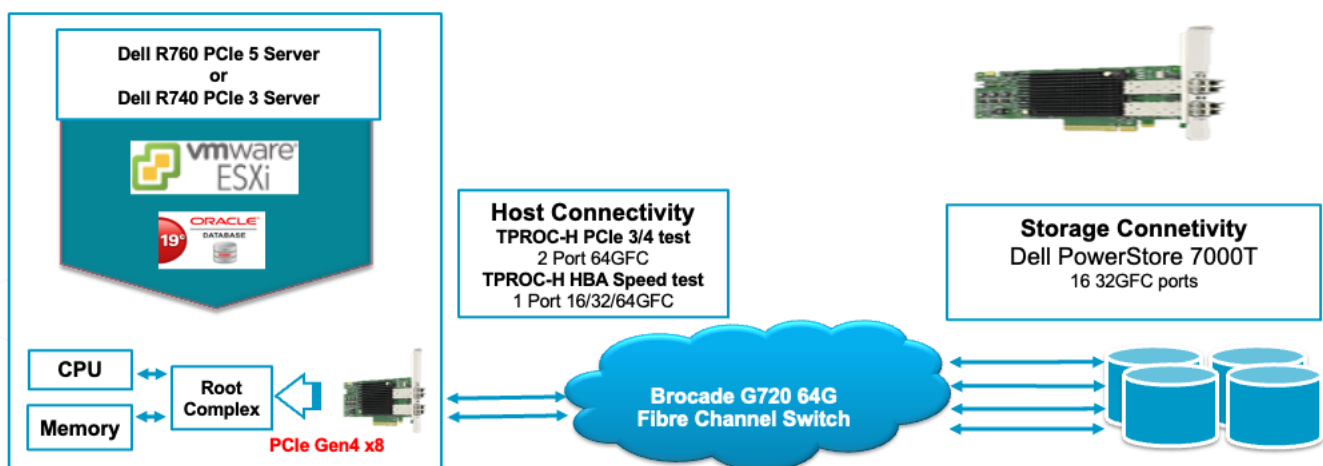 Dell R760 PCIe 5 Server
or
Dell R740 PCIe 3 Server
vmware®
ESXi
19c
ORACLE®
DATABASE
CPU
Memory
Root
Complex
PCIe Gen4 x8
Host Connectivity
TPROC-H PCIe 3/4 test
2 Port 64GFC
TPROC-H HBA Speed test
1 Port 16/32/64GFC
Brocade G720 64G
Fibre Channel Switch
Storage Connetivity
Dell PowerStore 7000T
16 32GFC ports